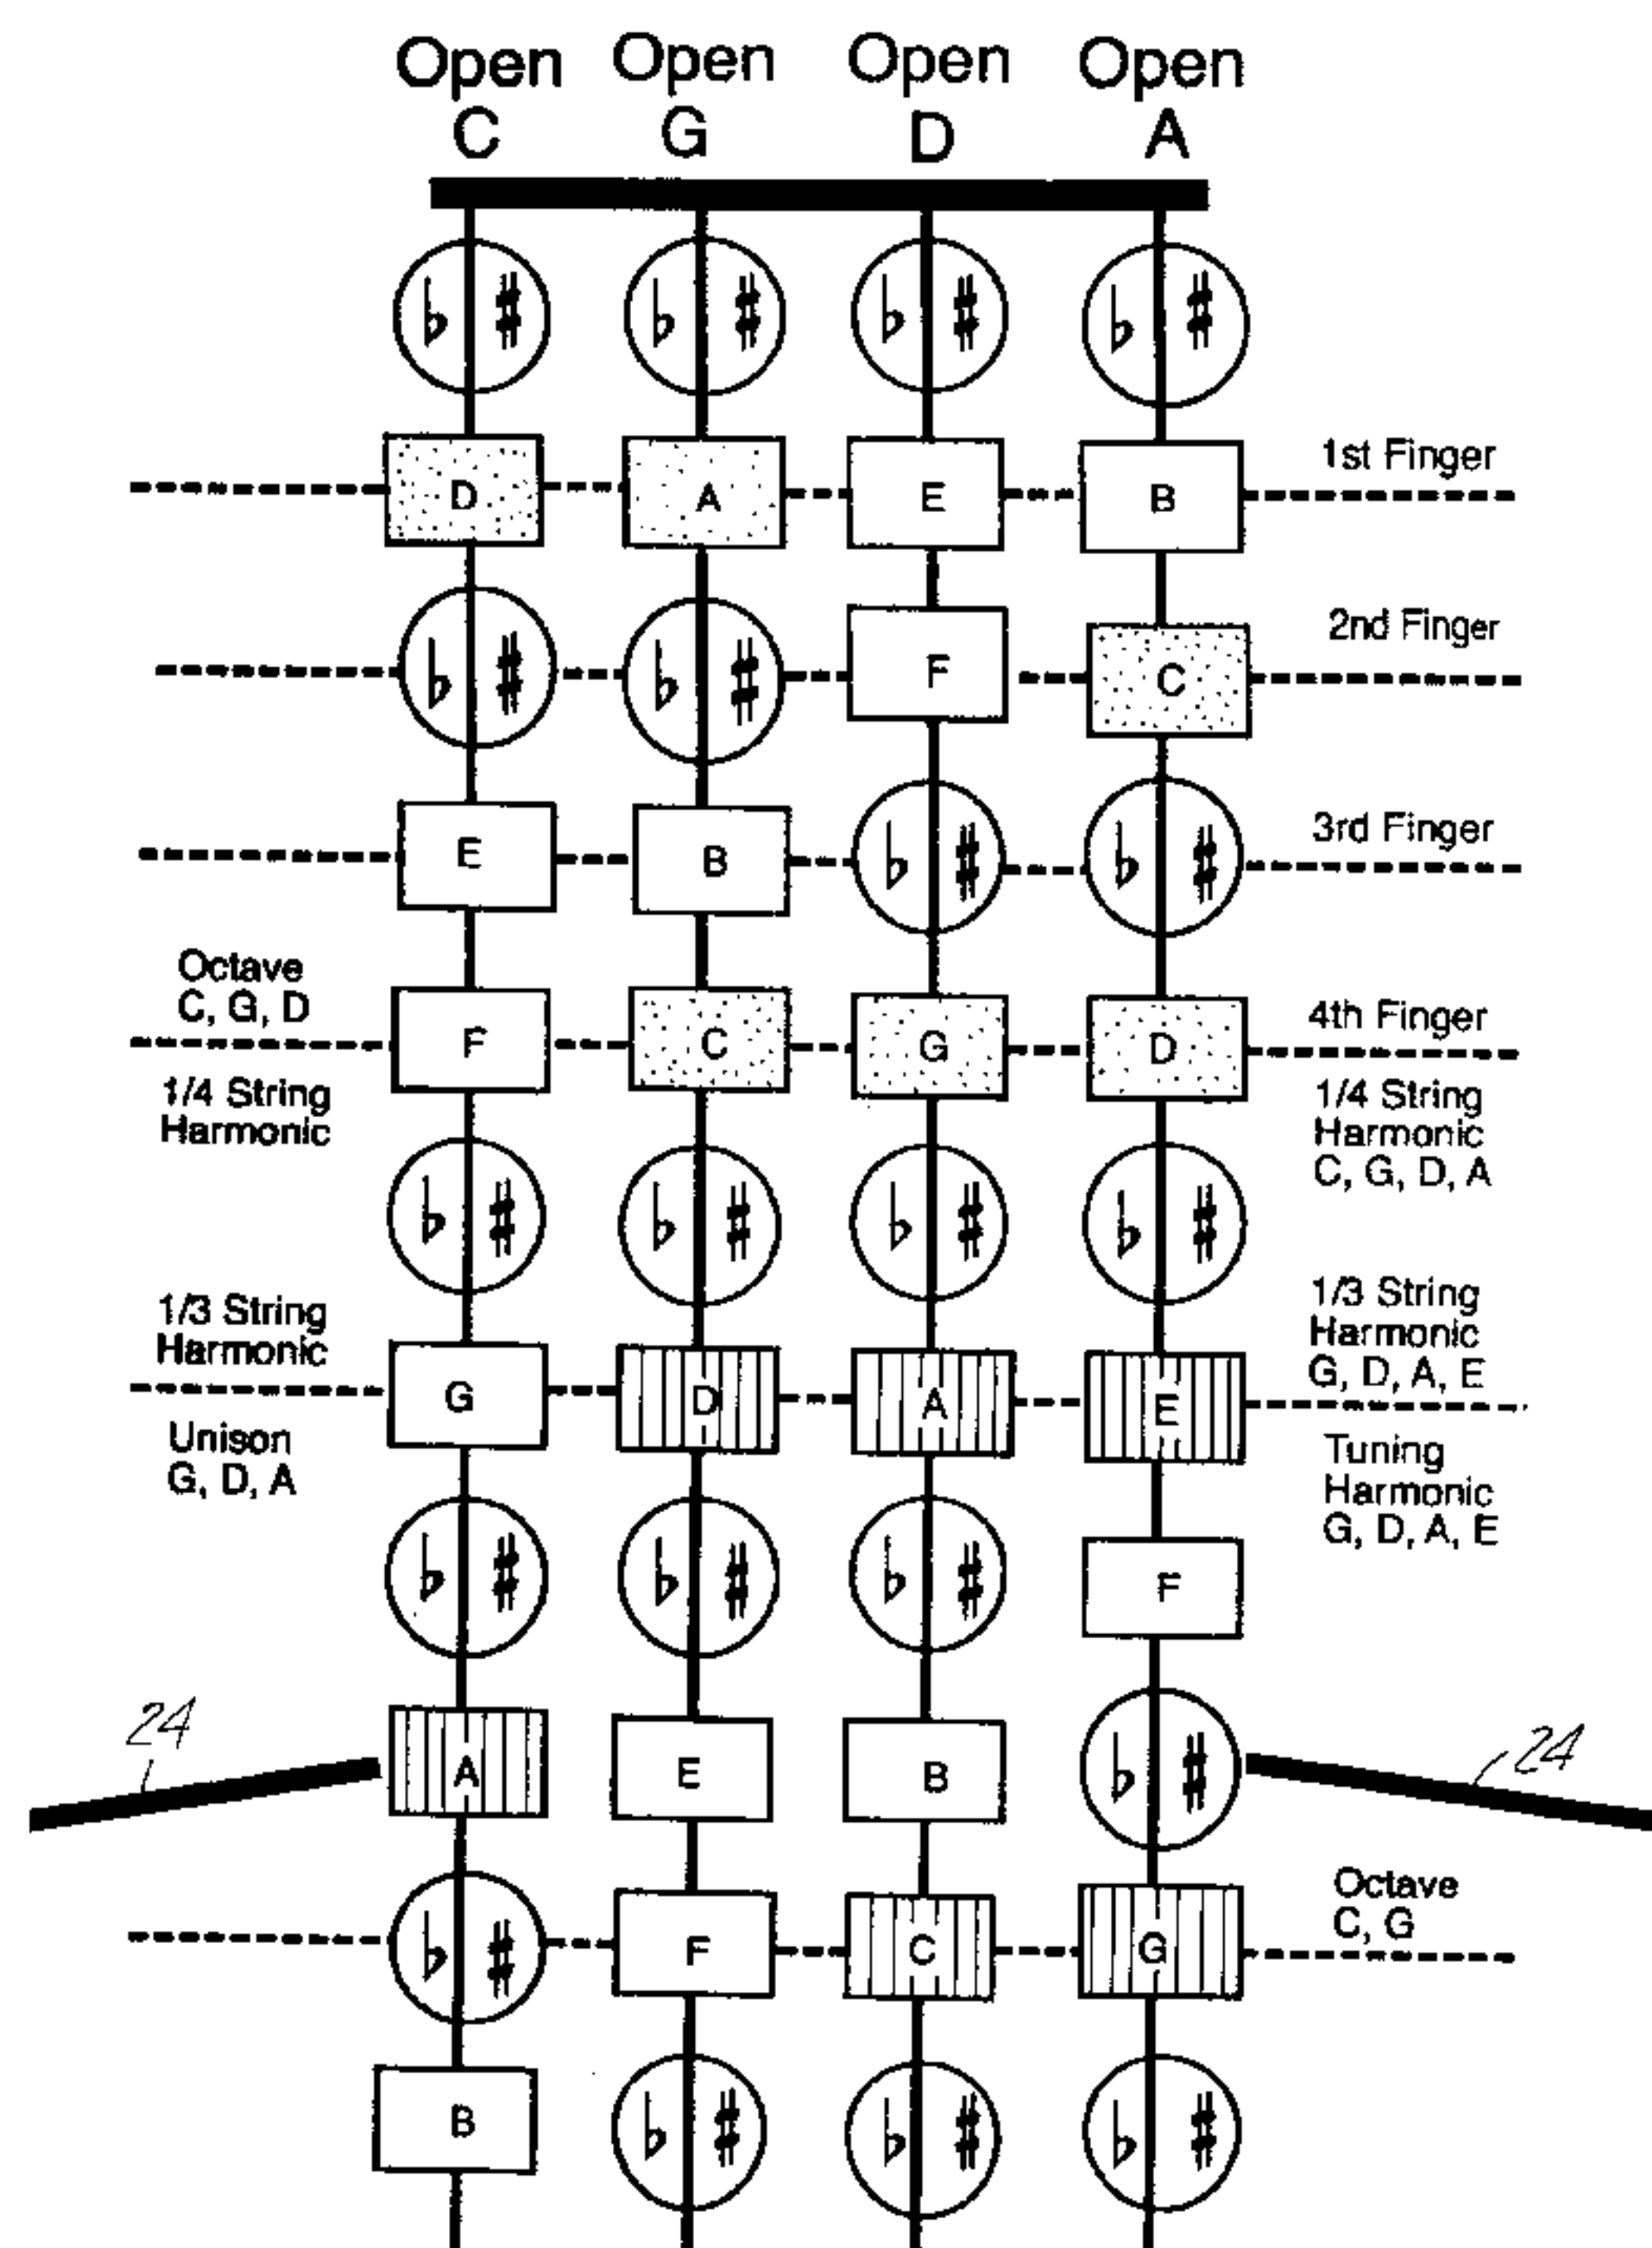 Open Open Open Open
C G D A
♭ ♯ ♭ ♯ ♭ ♯ ♭ ♯
1st Finger
D A E B
2nd Finger
♭ ♯ ♭ ♯ F C
3rd Finger
E B ♭ ♯ ♭ ♯
Octave
C, G, D
4th Finger
F C G D
1/4 String
Harmonic
1/4 String
Harmonic
C, G, D, A
♭ ♯ ♭ ♯ ♭ ♯ ♭ ♯
1/3 String
Harmonic
1/3 String
Harmonic
G, D, A, E
G D A E
Unison
G, D, A
Tuning
Harmonic
G, D, A, E
♭ ♯ ♭ ♯ ♭ ♯ F
24 24
A E B ♭ ♯
Octave
C, G
♭ ♯ F C G
B ♭ ♯ ♭ ♯ ♭ ♯